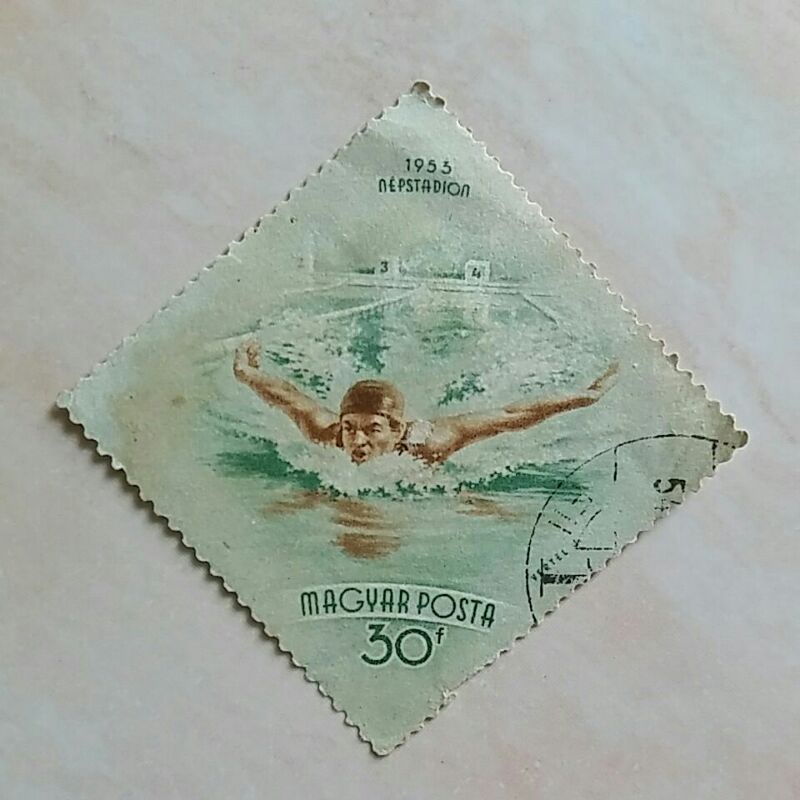 1953
NÉPSTADION
3 4
MAGYAR POSTA
30f